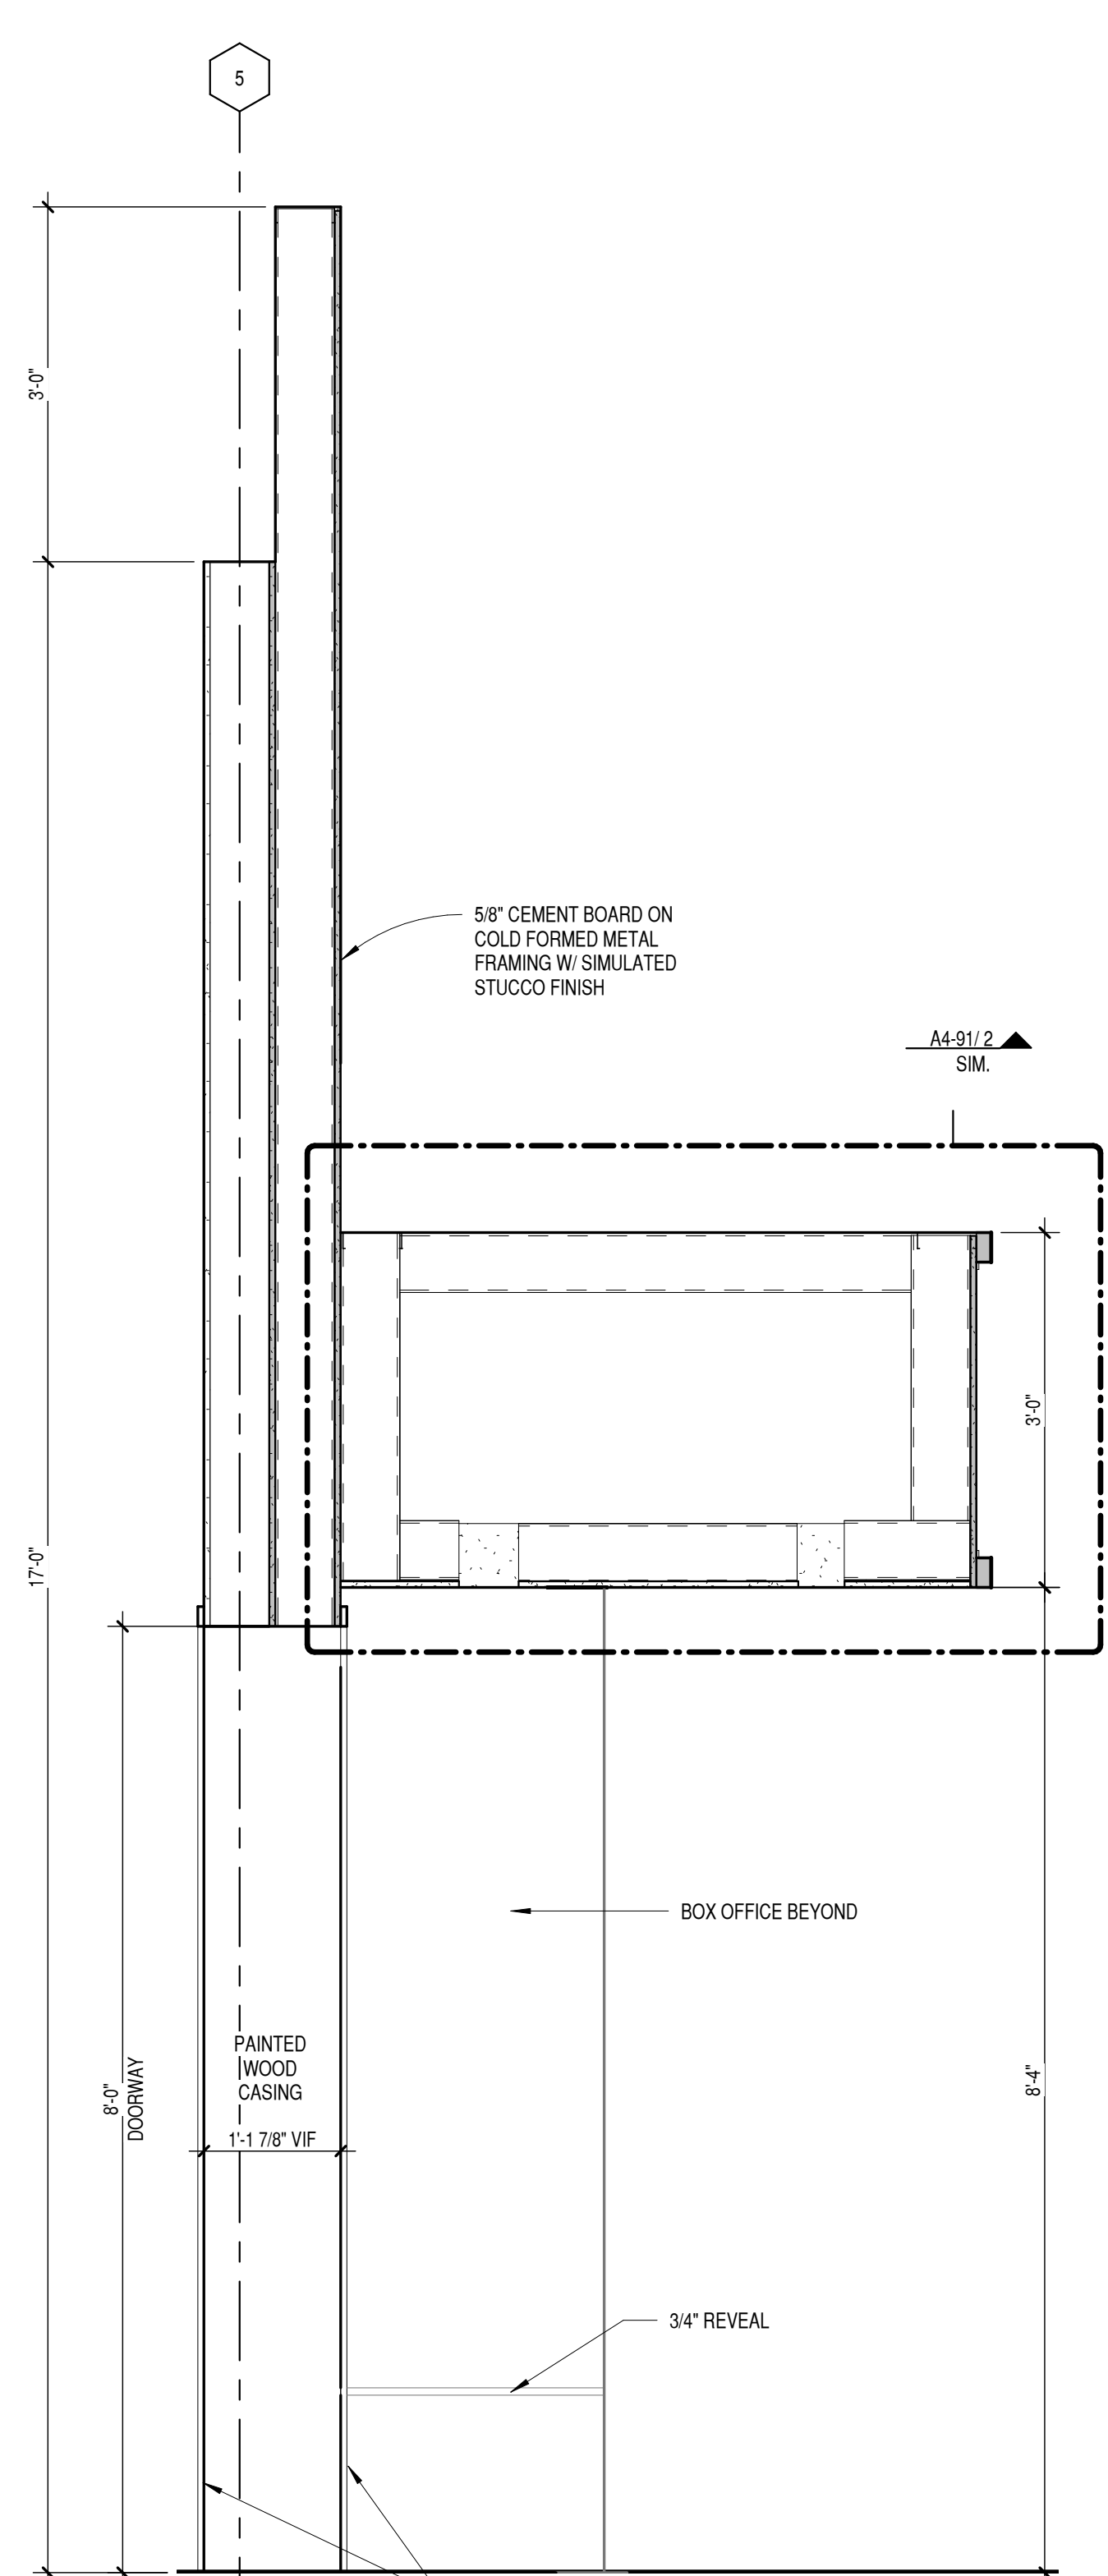 5
3'-0"
5/8" CEMENT BOARD ON
COLD FORMED METAL
FRAMING W/ SIMULATED
STUCCO FINISH
A4-91/ 2
SIM.
3'-0"
17'-0"
BOX OFFICE BEYOND
PAINTED
WOOD
CASING
8'-0"
DOORWAY
8'-4"
1'-1 7/8" VIF
3/4" REVEAL